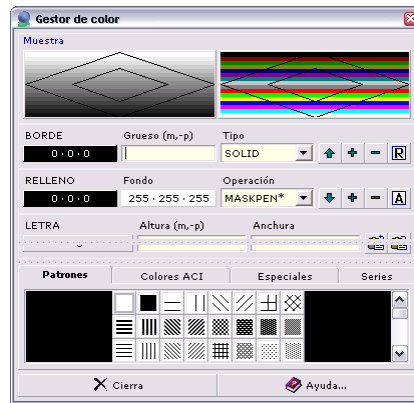 Gestor de color
Muestra
BORDE Grueso (m,-p) Tipo
0·0·0 SOLID R
RELLENO Fondo Operación
0·0·0 255·255·255 MASKPEN* A
LETRA Altura (m,-p) Anchura
Patrones Colores ACI Especiales Series
Cierra Ayuda...